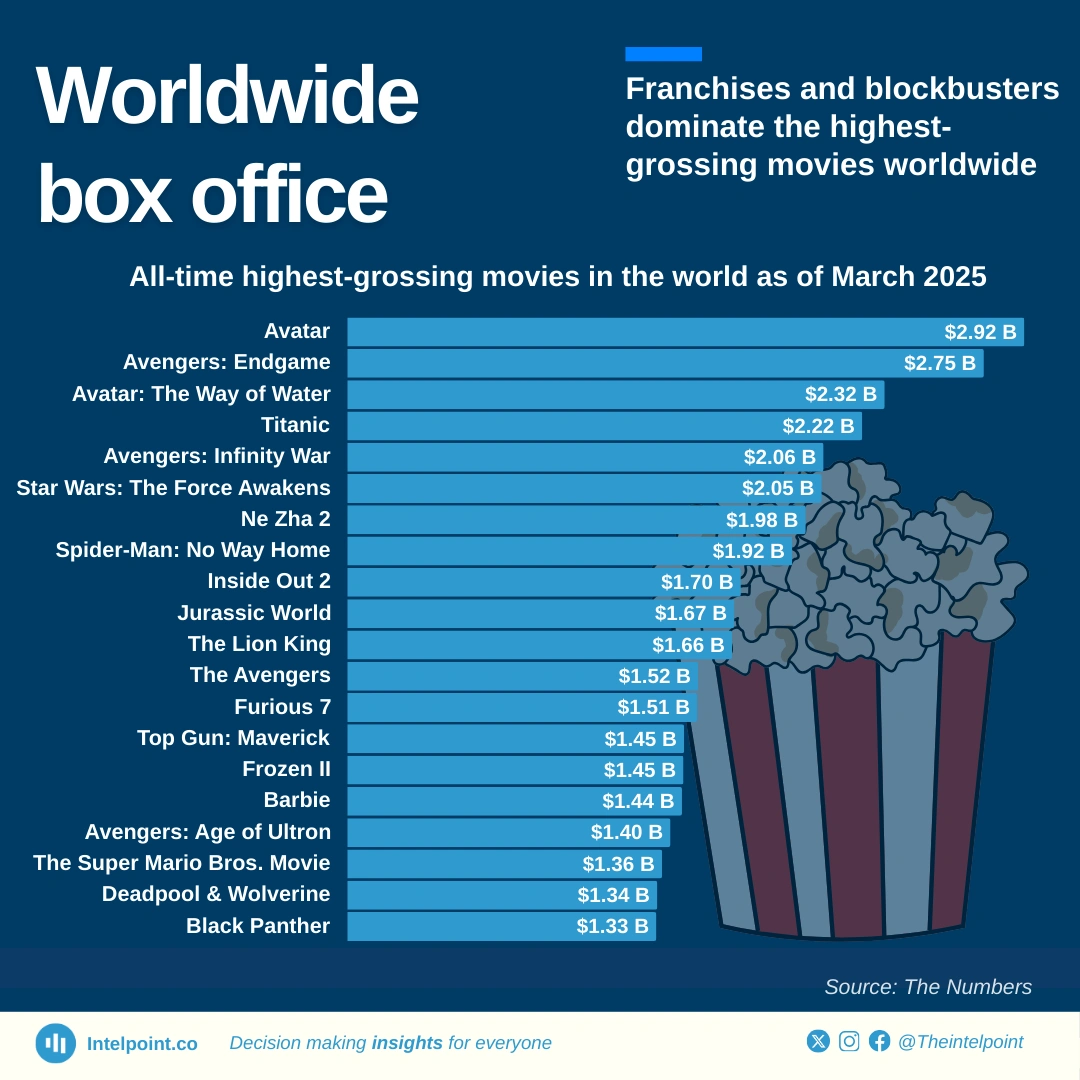 Worldwide
box office
Franchises and blockbusters
dominate the highest-
grossing movies worldwide
All-time highest-grossing movies in the world as of March 2025
Avatar $2.92 B
Avengers: Endgame $2.75 B
Avatar: The Way of Water $2.32 B
Titanic $2.22 B
Avengers: Infinity War $2.06 B
Star Wars: The Force Awakens $2.05 B
Ne Zha 2 $1.98 B
Spider-Man: No Way Home $1.92 B
Inside Out 2 $1.70 B
Jurassic World $1.67 B
The Lion King $1.66 B
The Avengers $1.52 B
Furious 7 $1.51 B
Top Gun: Maverick $1.45 B
Frozen II $1.45 B
Barbie $1.44 B
Avengers: Age of Ultron $1.40 B
The Super Mario Bros. Movie $1.36 B
Deadpool & Wolverine $1.34 B
Black Panther $1.33 B
Source: The Numbers
Intelpoint.co Decision making insights for everyone @Theintelpoint